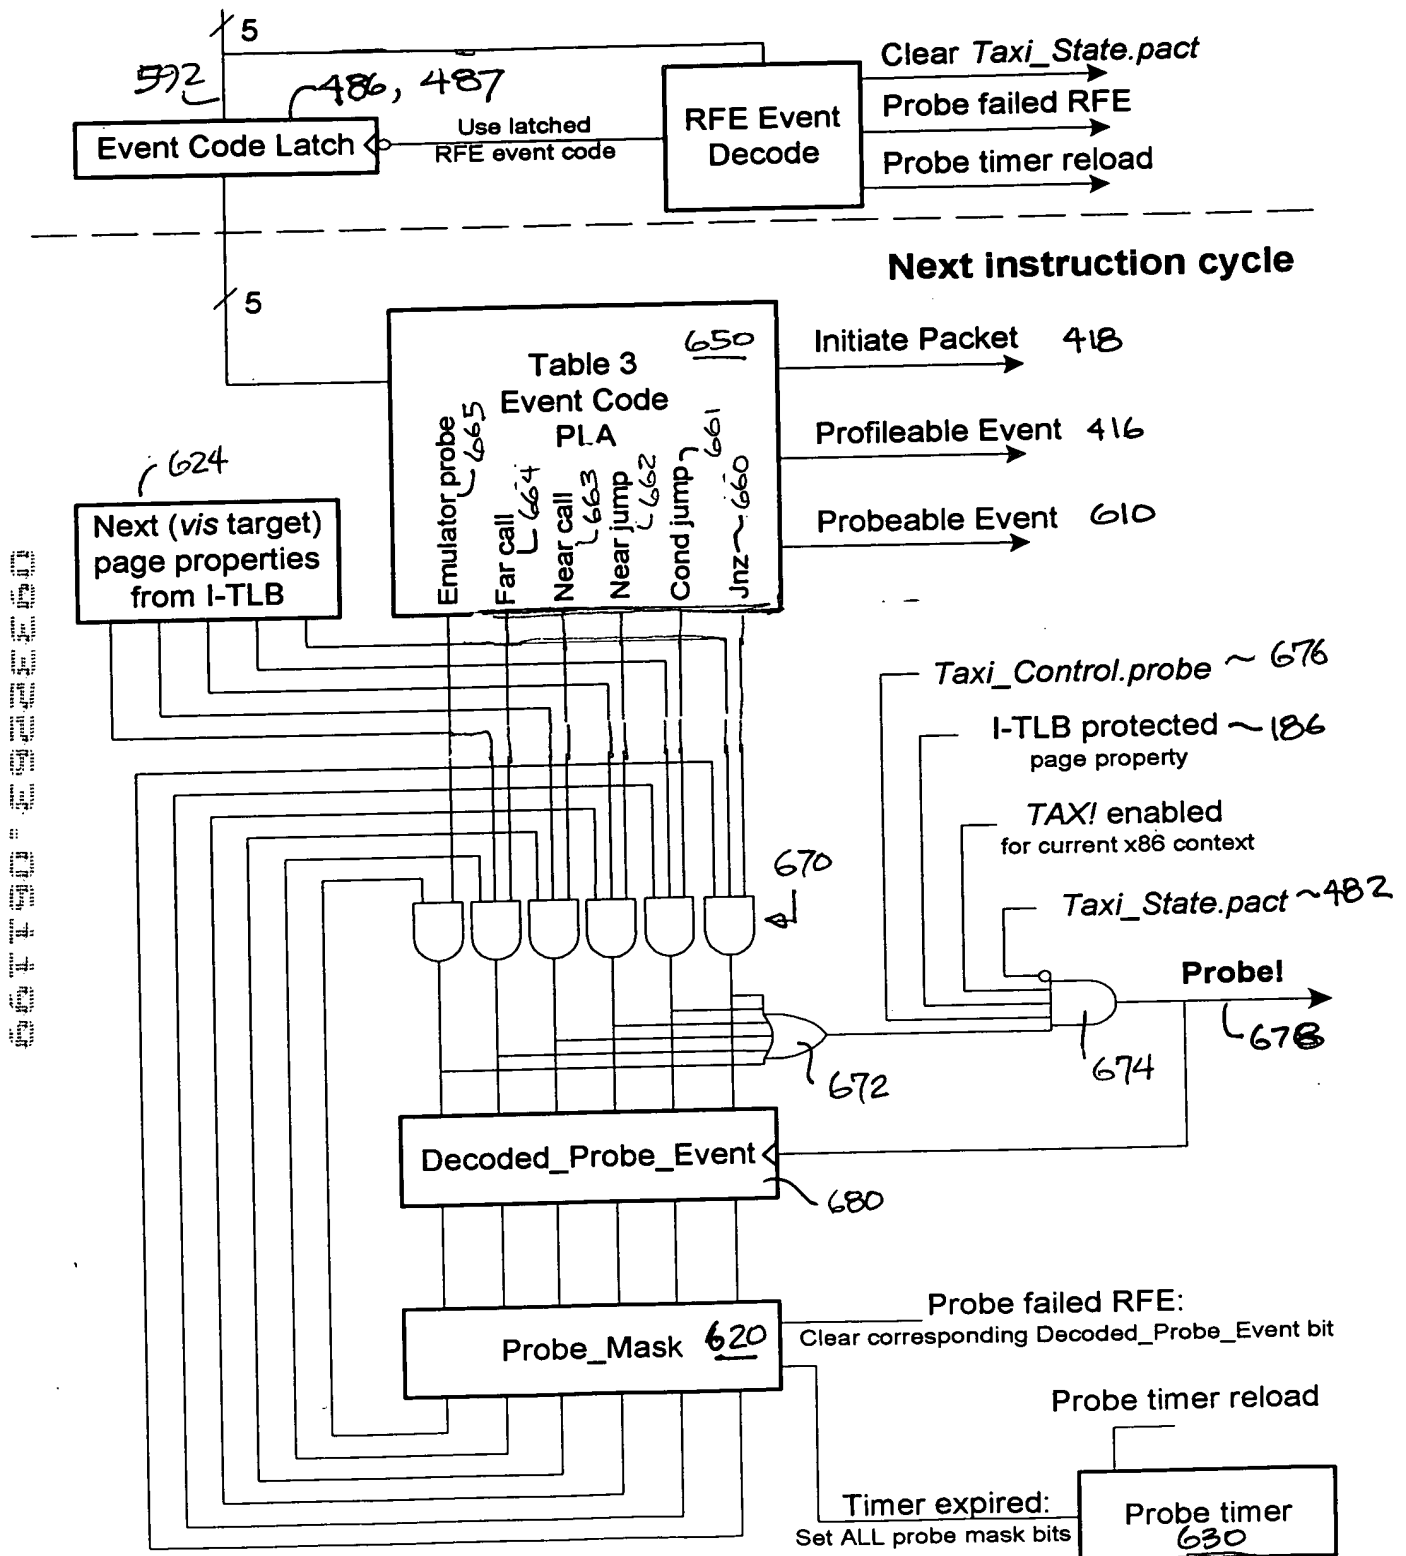 5
592
486, 487
Event Code Latch
Use latched
RFE event code
RFE Event
Decode
Clear Taxi_State.pact
Probe failed RFE
Probe timer reload
Next instruction cycle
5
650
Table 3
Event Code
PLA
Emulator probe
665
Far call
664
Near call
663
Near jump
662
Cond jump
661
Jnz
660
Initiate Packet 418
Profileable Event 416
Probeable Event 610
624
Next (vis target)
page properties
from I-TLB
Taxi_Control.probe ~ 676
I-TLB protected ~ 186
page property
TAX! enabled
for current x86 context
Taxi_State.pact ~ 482
670
Probe!
678
674
672
Decoded_Probe_Event
680
Probe_Mask 620
Probe failed RFE:
Clear corresponding Decoded_Probe_Event bit
Probe timer reload
Timer expired:
Set ALL probe mask bits
Probe timer
630